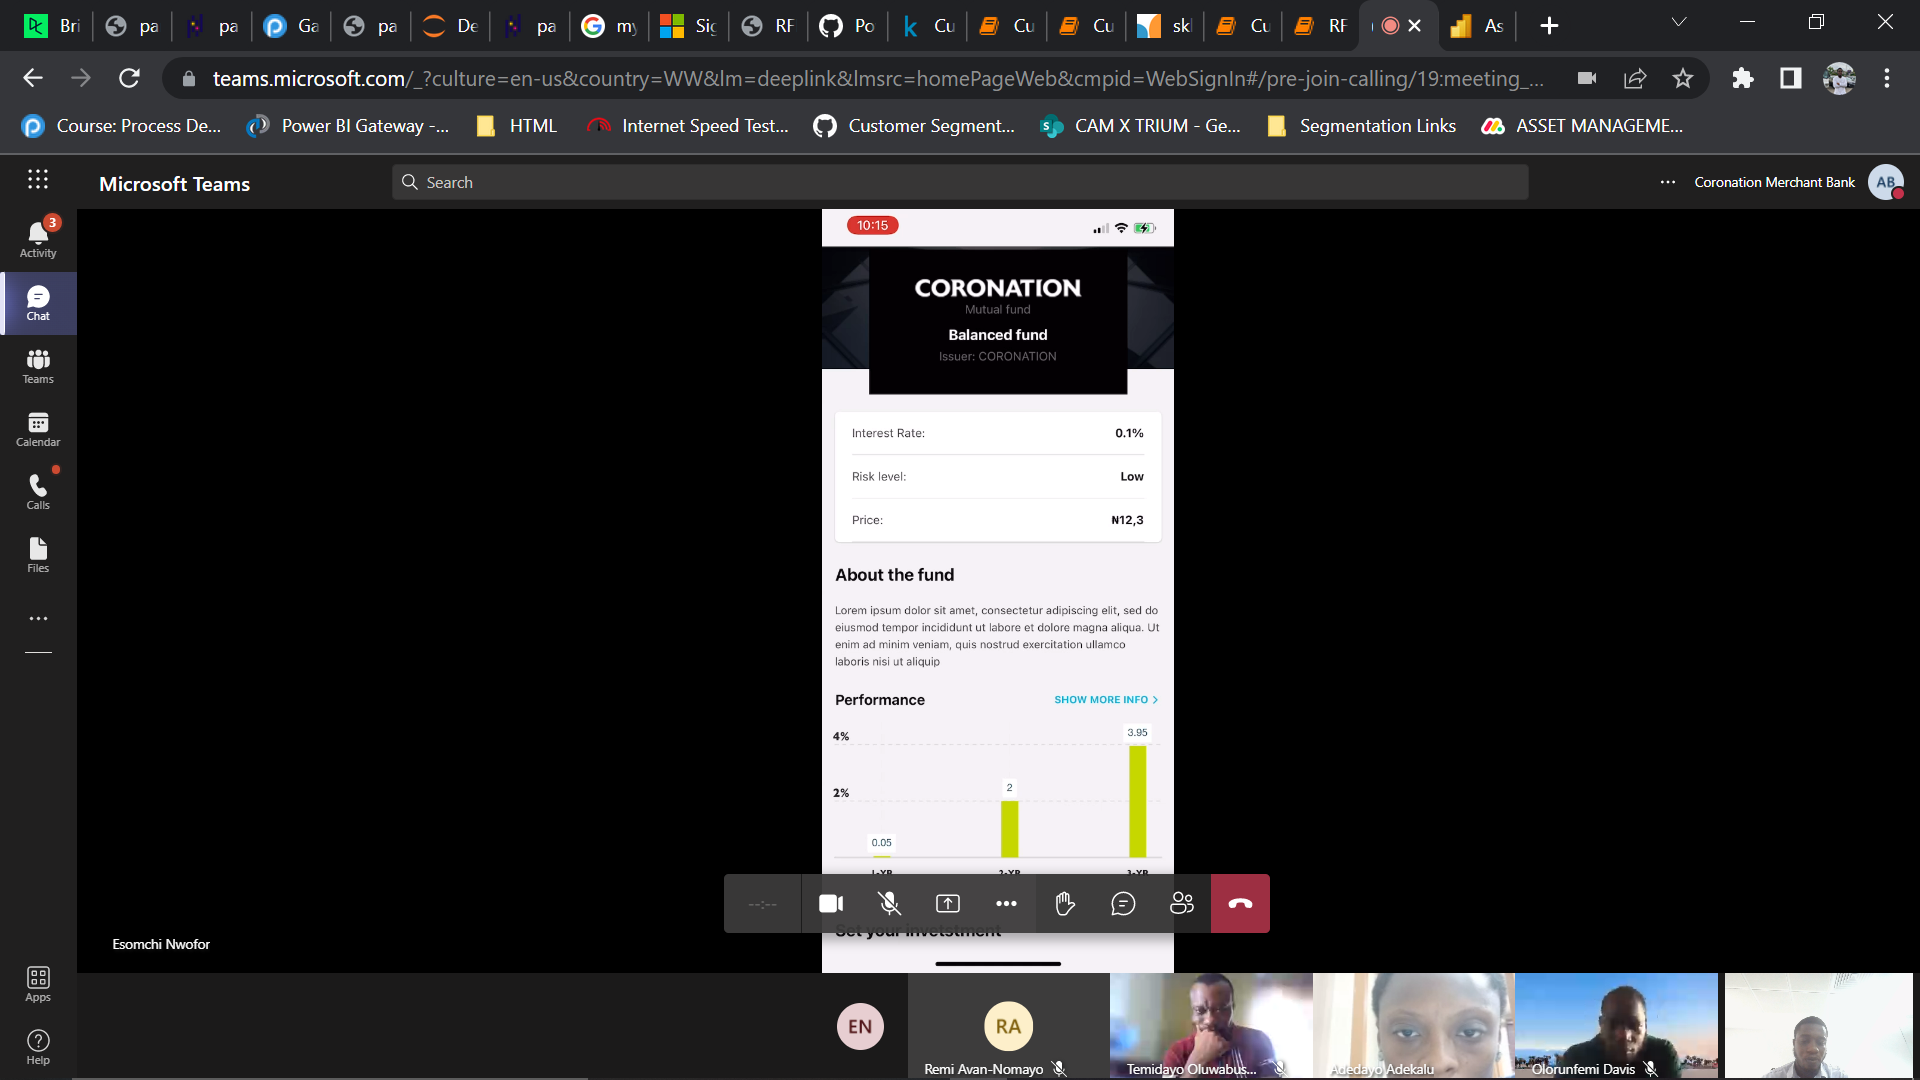 Bri
pa
pa
Ga
pa
De
pa
my
Sig
RF
Po
Cu
Cu
Cu
skl
Cu
RF
As
teams.microsoft.com/_?culture=en-us&country=WW&lm=deeplink&lmsrc=homePageWeb&cmpid=WebSignIn#/pre-join-calling/19:meeting_...
Course: Process De...
Power BI Gateway -...
HTML
Internet Speed Test...
Customer Segment...
CAM X TRIUM - Ge...
Segmentation Links
ASSET MANAGEME...
Microsoft Teams
Search
Coronation Merchant Bank
AB
3
Activity
Chat
Teams
Calendar
Calls
Files
Apps
Help
10:15
CORONATION
Mutual fund
Balanced fund
Issuer: CORONATION
Interest Rate: 0.1%
Risk level: Low
Price: ₦12,3
About the fund
Lorem ipsum dolor sit amet, consectetur adipiscing elit, sed do
eiusmod tempor incididunt ut labore et dolore magna aliqua. Ut
enim ad minim veniam, quis nostrud exercitation ullamco
laboris nisi ut aliquip
Performance SHOW MORE INFO >
4%
3.95
2%
2
0.05
1-YR 2-YR 3-YR
--:--
Set your invetstment
Esomchi Nwofor
EN
RA
Remi Avan-Nomayo
Temidayo Oluwabus...
Adedayo Adekalu
Olorunfemi Davis